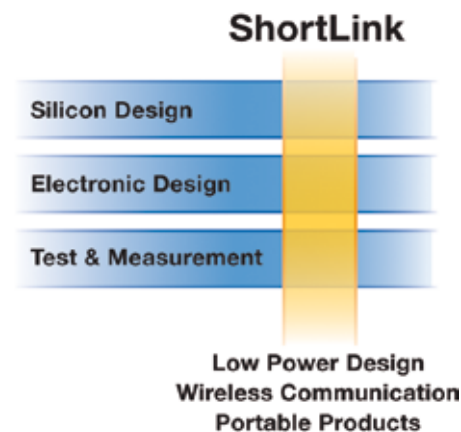 ShortLink
Silicon Design
Electronic Design
Test & Measurement
Low Power Design
Wireless Communication
Portable Products